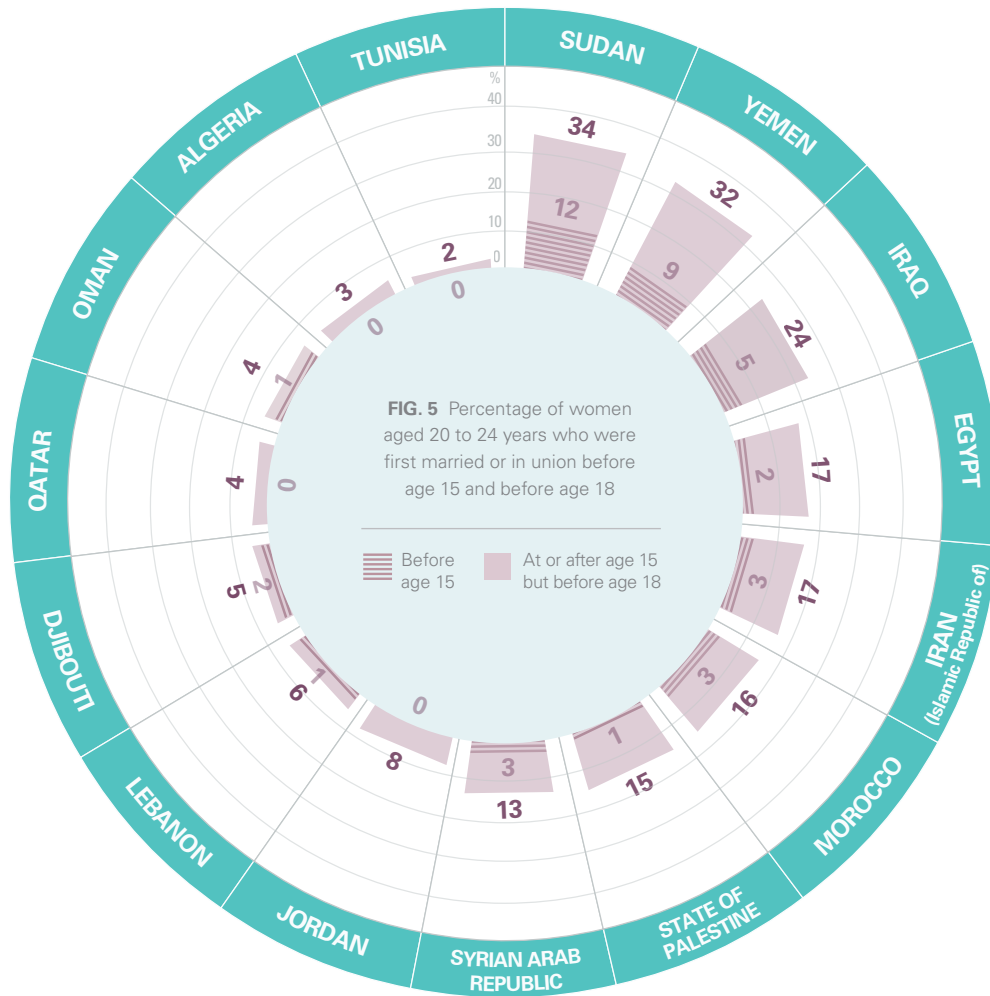 SUDAN
YEMEN
IRAQ
EGYPT
IRAN
(Islamic Republic of)
MOROCCO
STATE OF
PALESTINE
SYRIAN ARAB
REPUBLIC
JORDAN
LEBANON
DJIBOUTI
QATAR
OMAN
ALGERIA
TUNISIA
%
40
30
20
10
0
34
12
32
9
24
5
17
2
17
3
16
3
15
1
13
3
8
0
6
1
5
2
4
0
4
1
3
0
2
0
FIG. 5 Percentage of women
aged 20 to 24 years who were
first married or in union before
age 15 and before age 18
Before
age 15
At or after age 15
but before age 18